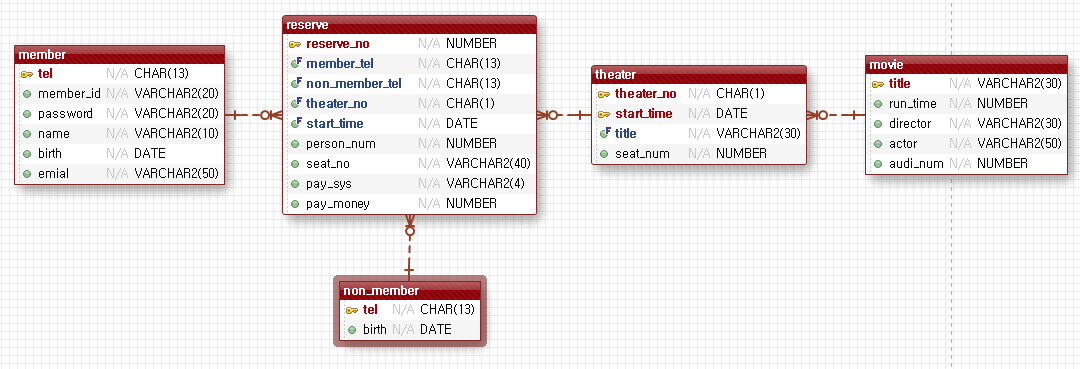 member
tel N/A CHAR(13)
member_id N/A VARCHAR2(20)
password N/A VARCHAR2(20)
name N/A VARCHAR2(10)
birth N/A DATE
emial N/A VARCHAR2(50)
reserve
reserve_no N/A NUMBER
member_tel N/A CHAR(13)
non_member_tel N/A CHAR(13)
theater_no N/A CHAR(1)
start_time N/A DATE
person_num N/A NUMBER
seat_no N/A VARCHAR2(40)
pay_sys N/A VARCHAR2(4)
pay_money N/A NUMBER
theater
theater_no N/A CHAR(1)
start_time N/A DATE
title N/A VARCHAR2(30)
seat_num N/A NUMBER
movie
title N/A VARCHAR2(30)
run_time N/A NUMBER
director N/A VARCHAR2(30)
actor N/A VARCHAR2(50)
audi_num N/A NUMBER
non_member
tel N/A CHAR(13)
birth N/A DATE